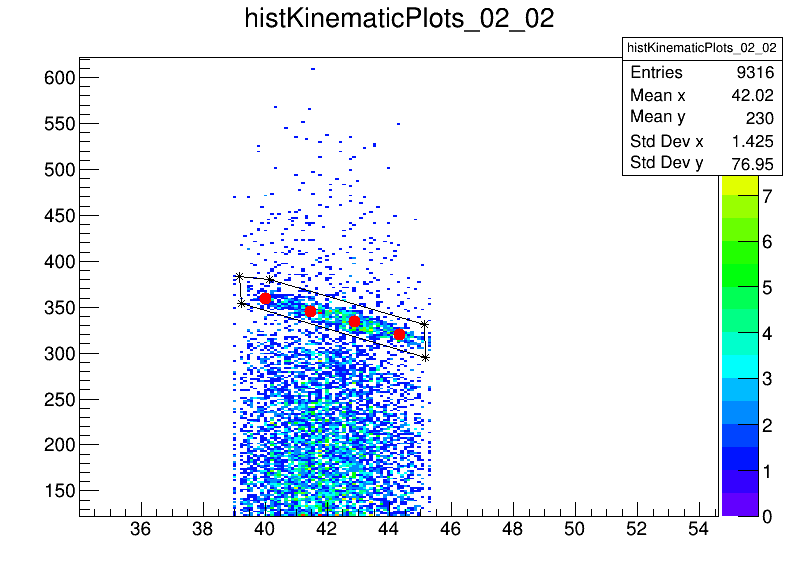 histKinematicPlots_02_02
histKinematicPlots_02_02
Entries 9316
Mean x 42.02
Mean y 230
Std Dev x 1.425
Std Dev y 76.95
600
550
500
450
400
350
300
250
200
150
36 38 40 42 44 46 48 50 52 54
7
6
5
4
3
2
1
0